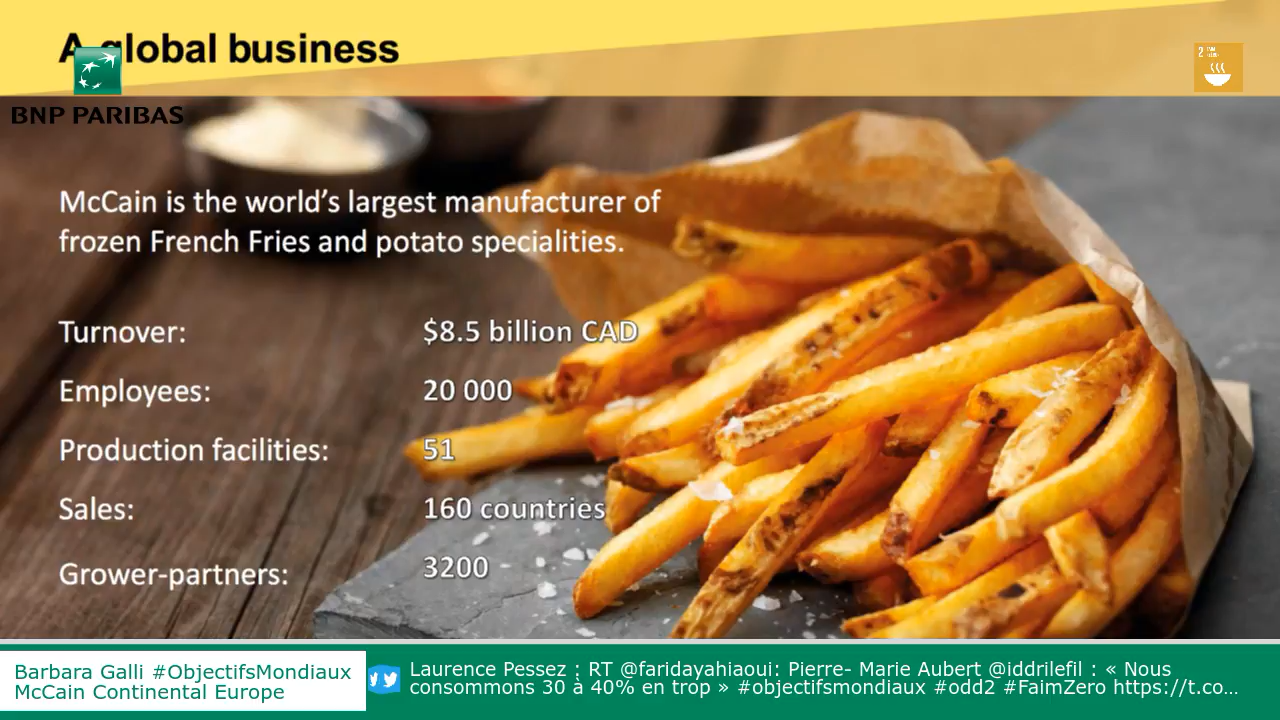 A global business
BNP PARIBAS
McCain is the world's largest manufacturer of
frozen French Fries and potato specialities.
Turnover: $8.5 billion CAD
Employees: 20 000
Production facilities: 51
Sales: 160 countries
Grower-partners: 3200
Barbara Galli #ObjectifsMondiaux
McCain Continental Europe
Laurence Pessez : RT @faridayahiaoui: Pierre- Marie Aubert @iddrilefil : « Nous
consommons 30 à 40% en trop » #objectifsmondiaux #odd2 #FaimZero https://t.co...